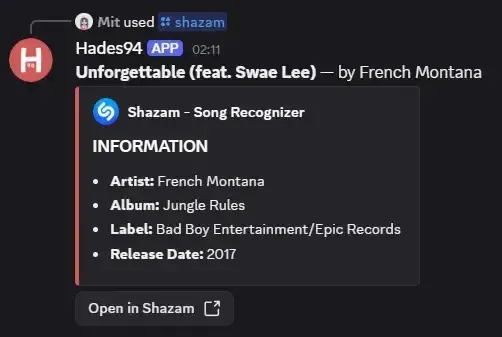 Mit used shazam
Hades94 APP 02:11
Unforgettable (feat. Swae Lee) — by French Montana
Shazam - Song Recognizer
INFORMATION
• Artist: French Montana
• Album: Jungle Rules
• Label: Bad Boy Entertainment/Epic Records
• Release Date: 2017
Open in Shazam